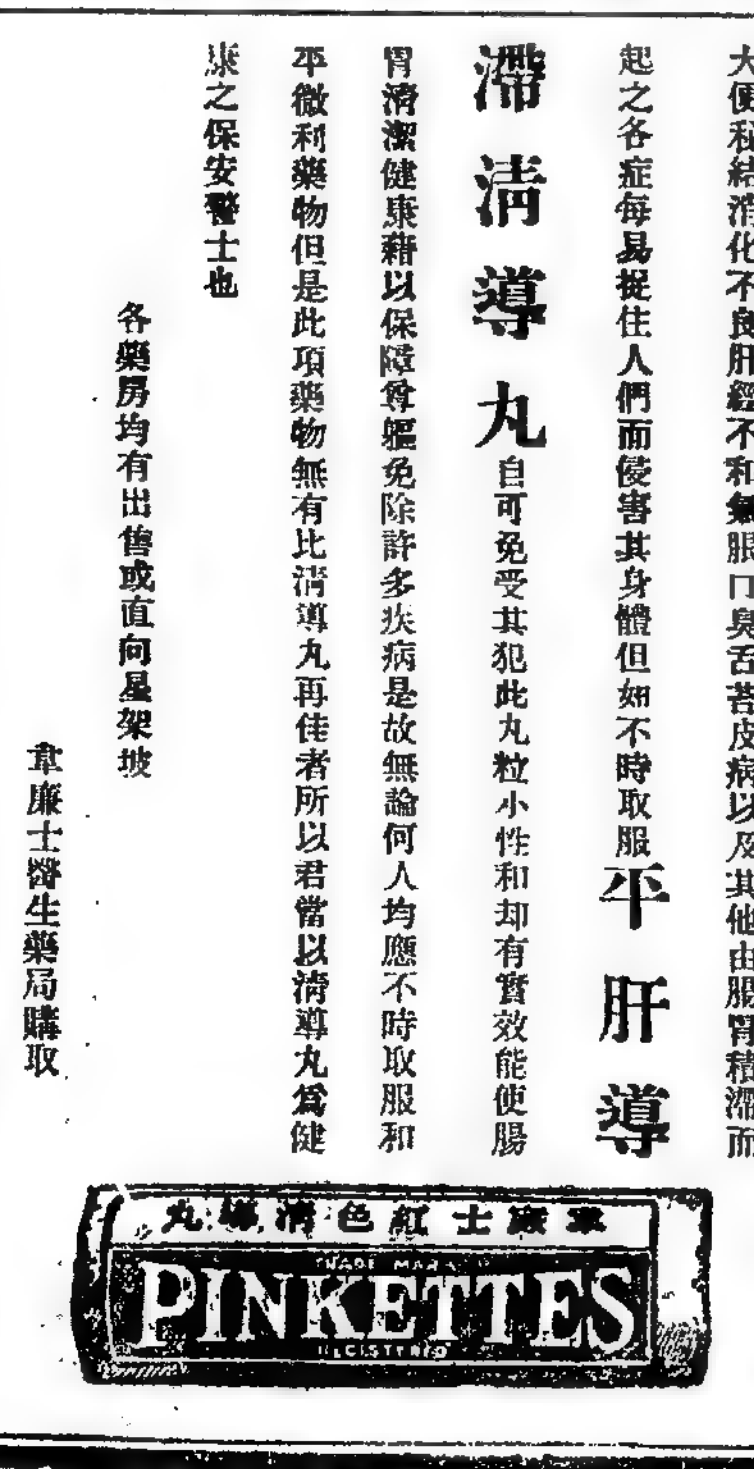 大便秘結消化不良肝經不和氣脹口臭舌苔皮病以及其他由腸胃積滯而
起之各症每易捉住人們而侵害其身體但如不時取服平肝導
滯清導丸自可免受其犯此丸粒小性和却有實效能使腸
胃清潔健康藉以保障尊軀免除許多疾病是故無論何人均應不時取服和
平微利藥物但是此項藥物無有比清導丸再佳者所以君當以清導丸爲健
康之保安警士也
各藥房均有出售或直向星架坡
韋廉士醫生藥局購取
韋廉士紅色清導丸
TRADE MARK
PINKETTES
REGISTERED